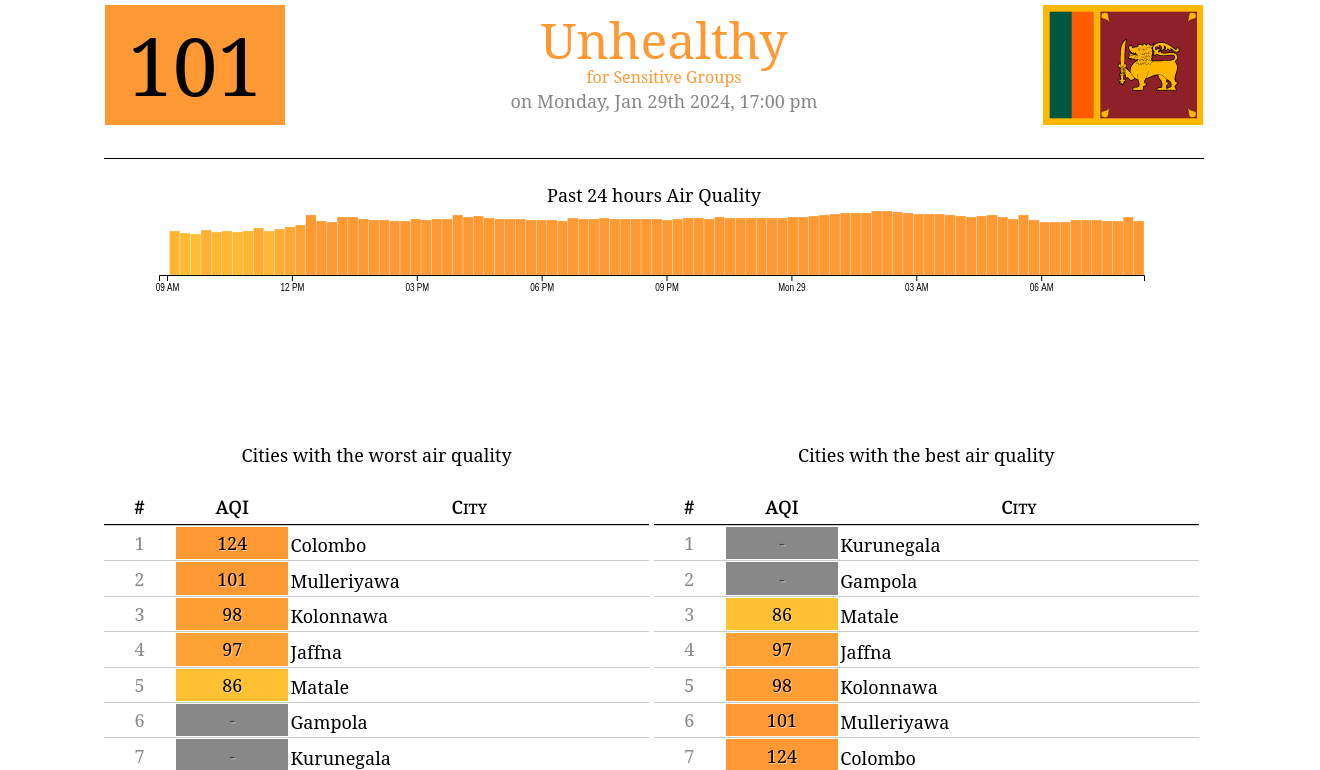 101
Unhealthy
for Sensitive Groups
on Monday, Jan 29th 2024, 17:00 pm
Past 24 hours Air Quality
09 AM 12 PM 03 PM 06 PM 09 PM Mon 29 03 AM 06 AM
Cities with the worst air quality
# AQI City
1 124 Colombo
2 101 Mulleriyawa
3 98 Kolonnawa
4 97 Jaffna
5 86 Matale
6 - Gampola
7 - Kurunegala
Cities with the best air quality
# AQI City
1 - Kurunegala
2 - Gampola
3 86 Matale
4 97 Jaffna
5 98 Kolonnawa
6 101 Mulleriyawa
7 124 Colombo